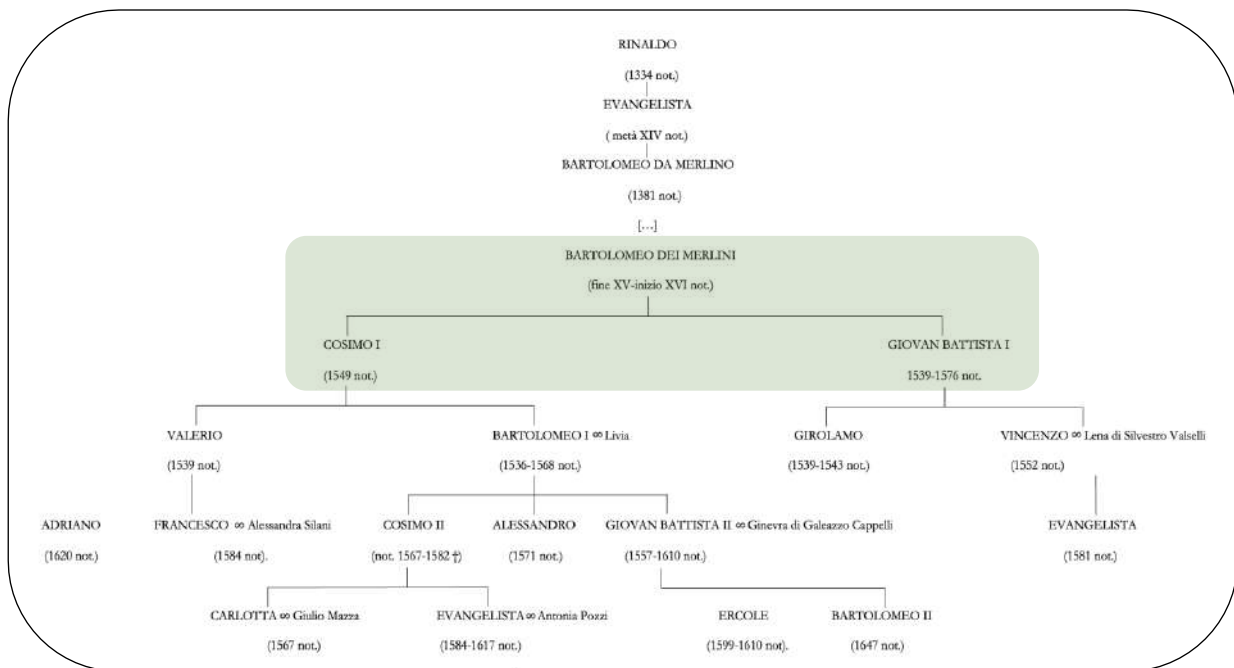 RINALDO
(1334 not.)
EVANGELISTA
( metà XIV not.)
BARTOLOMEO DA MERLINO
(1381 not.)
[...]
BARTOLOMEO DEI MERLINI
(fine XV-inizio XVI not.)
COSIMO I GIOVAN BATTISTA I
(1549 not.) 1539-1576 not.
VALERIO BARTOLOMEO I ∞ Livia GIROLAMO VINCENZO ∞ Lena di Silvestro Valselli
(1539 not.) (1536-1568 not.) (1539-1543 not.) (1552 not.)
ADRIANO FRANCESCO ∞ Alessandra Silani COSIMO II ALESSANDRO GIOVAN BATTISTA II ∞ Ginevra di Galeazzo Cappelli EVANGELISTA
(1620 not.) (1584 not). (not. 1567-1582 †) (1571 not.) (1557-1610 not.) (1581 not.)
CARLOTTA ∞ Giulio Mazza EVANGELISTA ∞ Antonia Pozzi ERCOLE BARTOLOMEO II
(1567 not.) (1584-1617 not.) (1599-1610 not). (1647 not.)